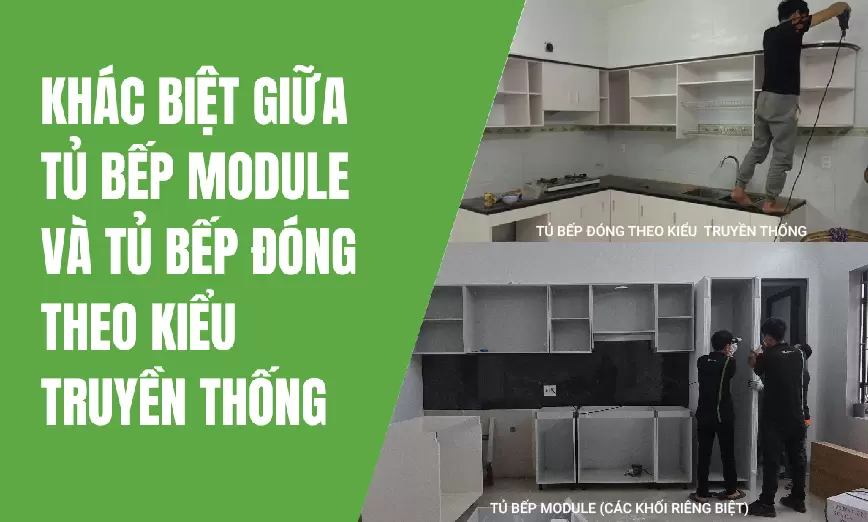 KHÁC BIỆT GIỮA
TỦ BẾP MODULE
VÀ TỦ BẾP ĐÓNG
THEO KIỂU
TRUYỀN THỐNG
TỦ BẾP ĐÓNG THEO KIỂU TRUYỀN THỐNG
TỦ BẾP MODULE (CÁC KHỐI RIÊNG BIỆT)